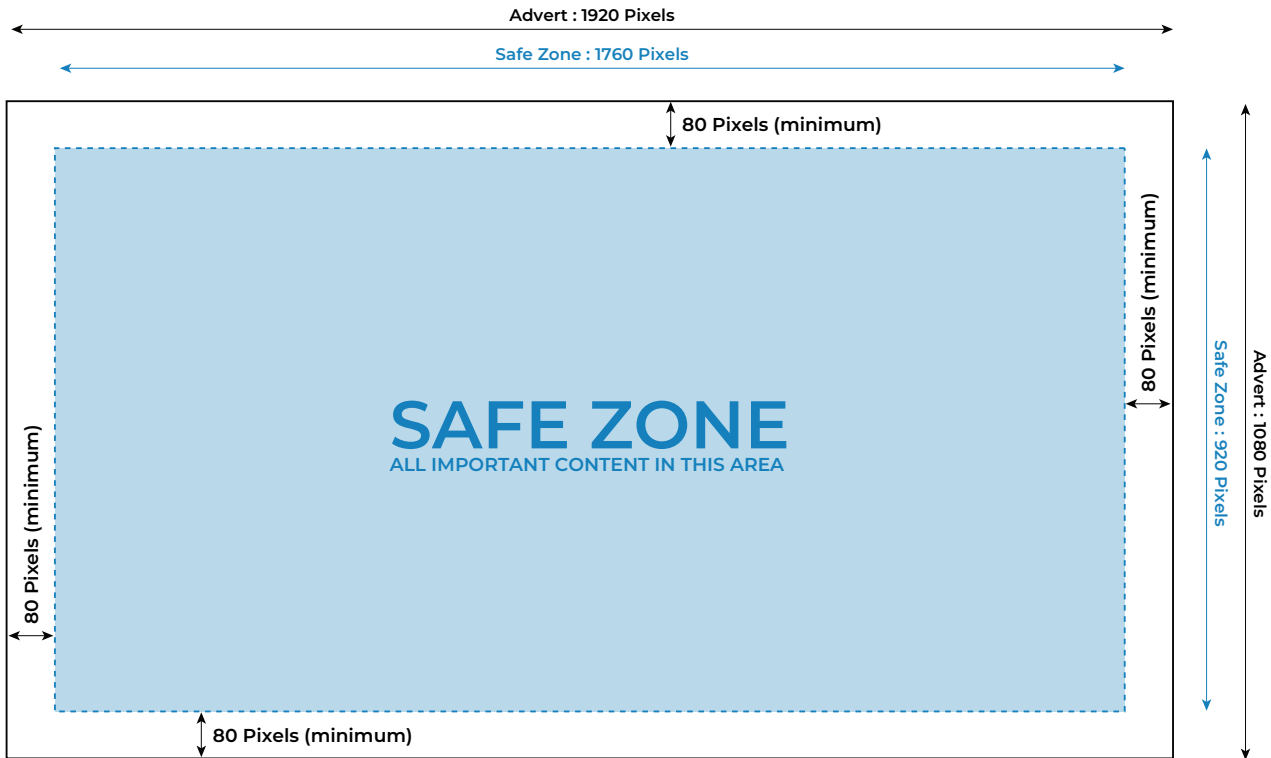 Advert : 1920 Pixels
Safe Zone : 1760 Pixels
80 Pixels (minimum)
80 Pixels (minimum)
Safe Zone : 920 Pixels
Advert : 1080 Pixels
SAFE ZONE
ALL IMPORTANT CONTENT IN THIS AREA
80 Pixels (minimum)
80 Pixels (minimum)